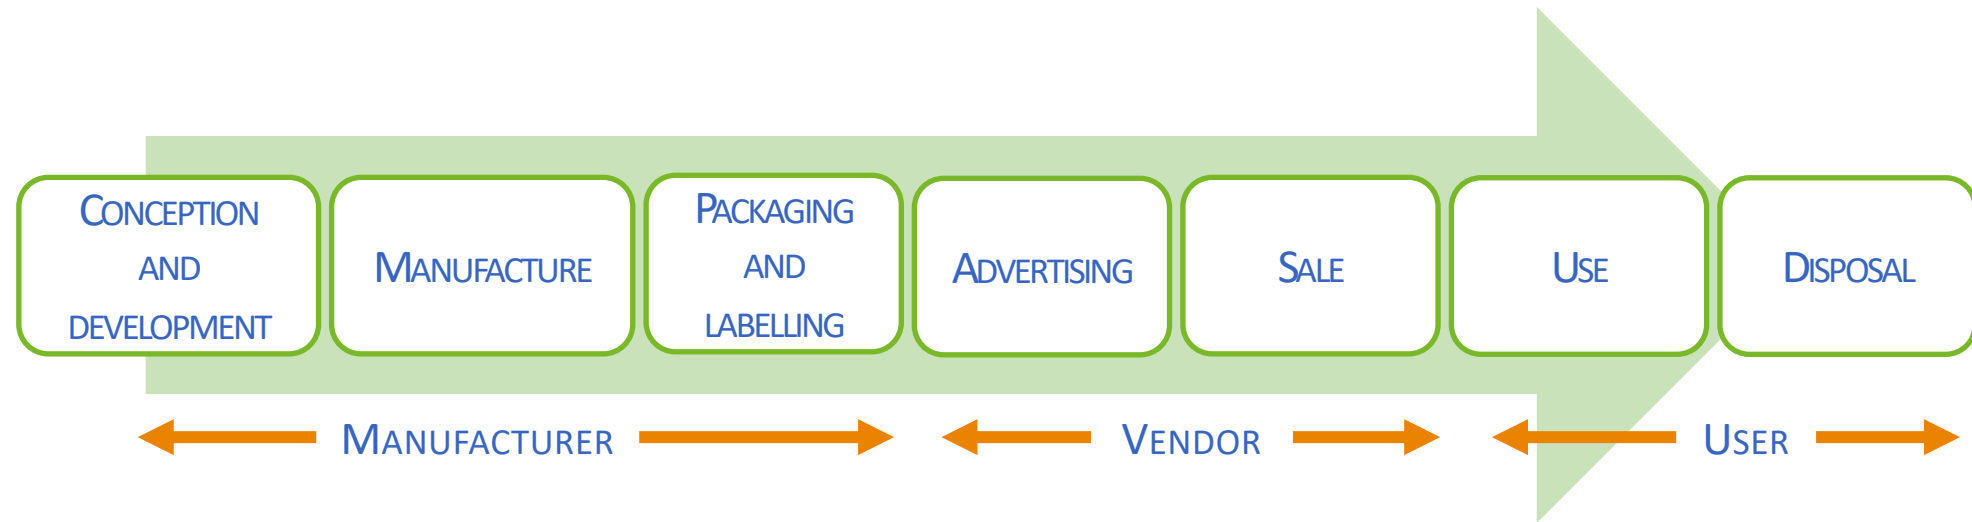 Conception
and
development
Manufacture
Packaging
and
labelling
Advertising
Sale
Use
Disposal
Manufacturer
Vendor
User